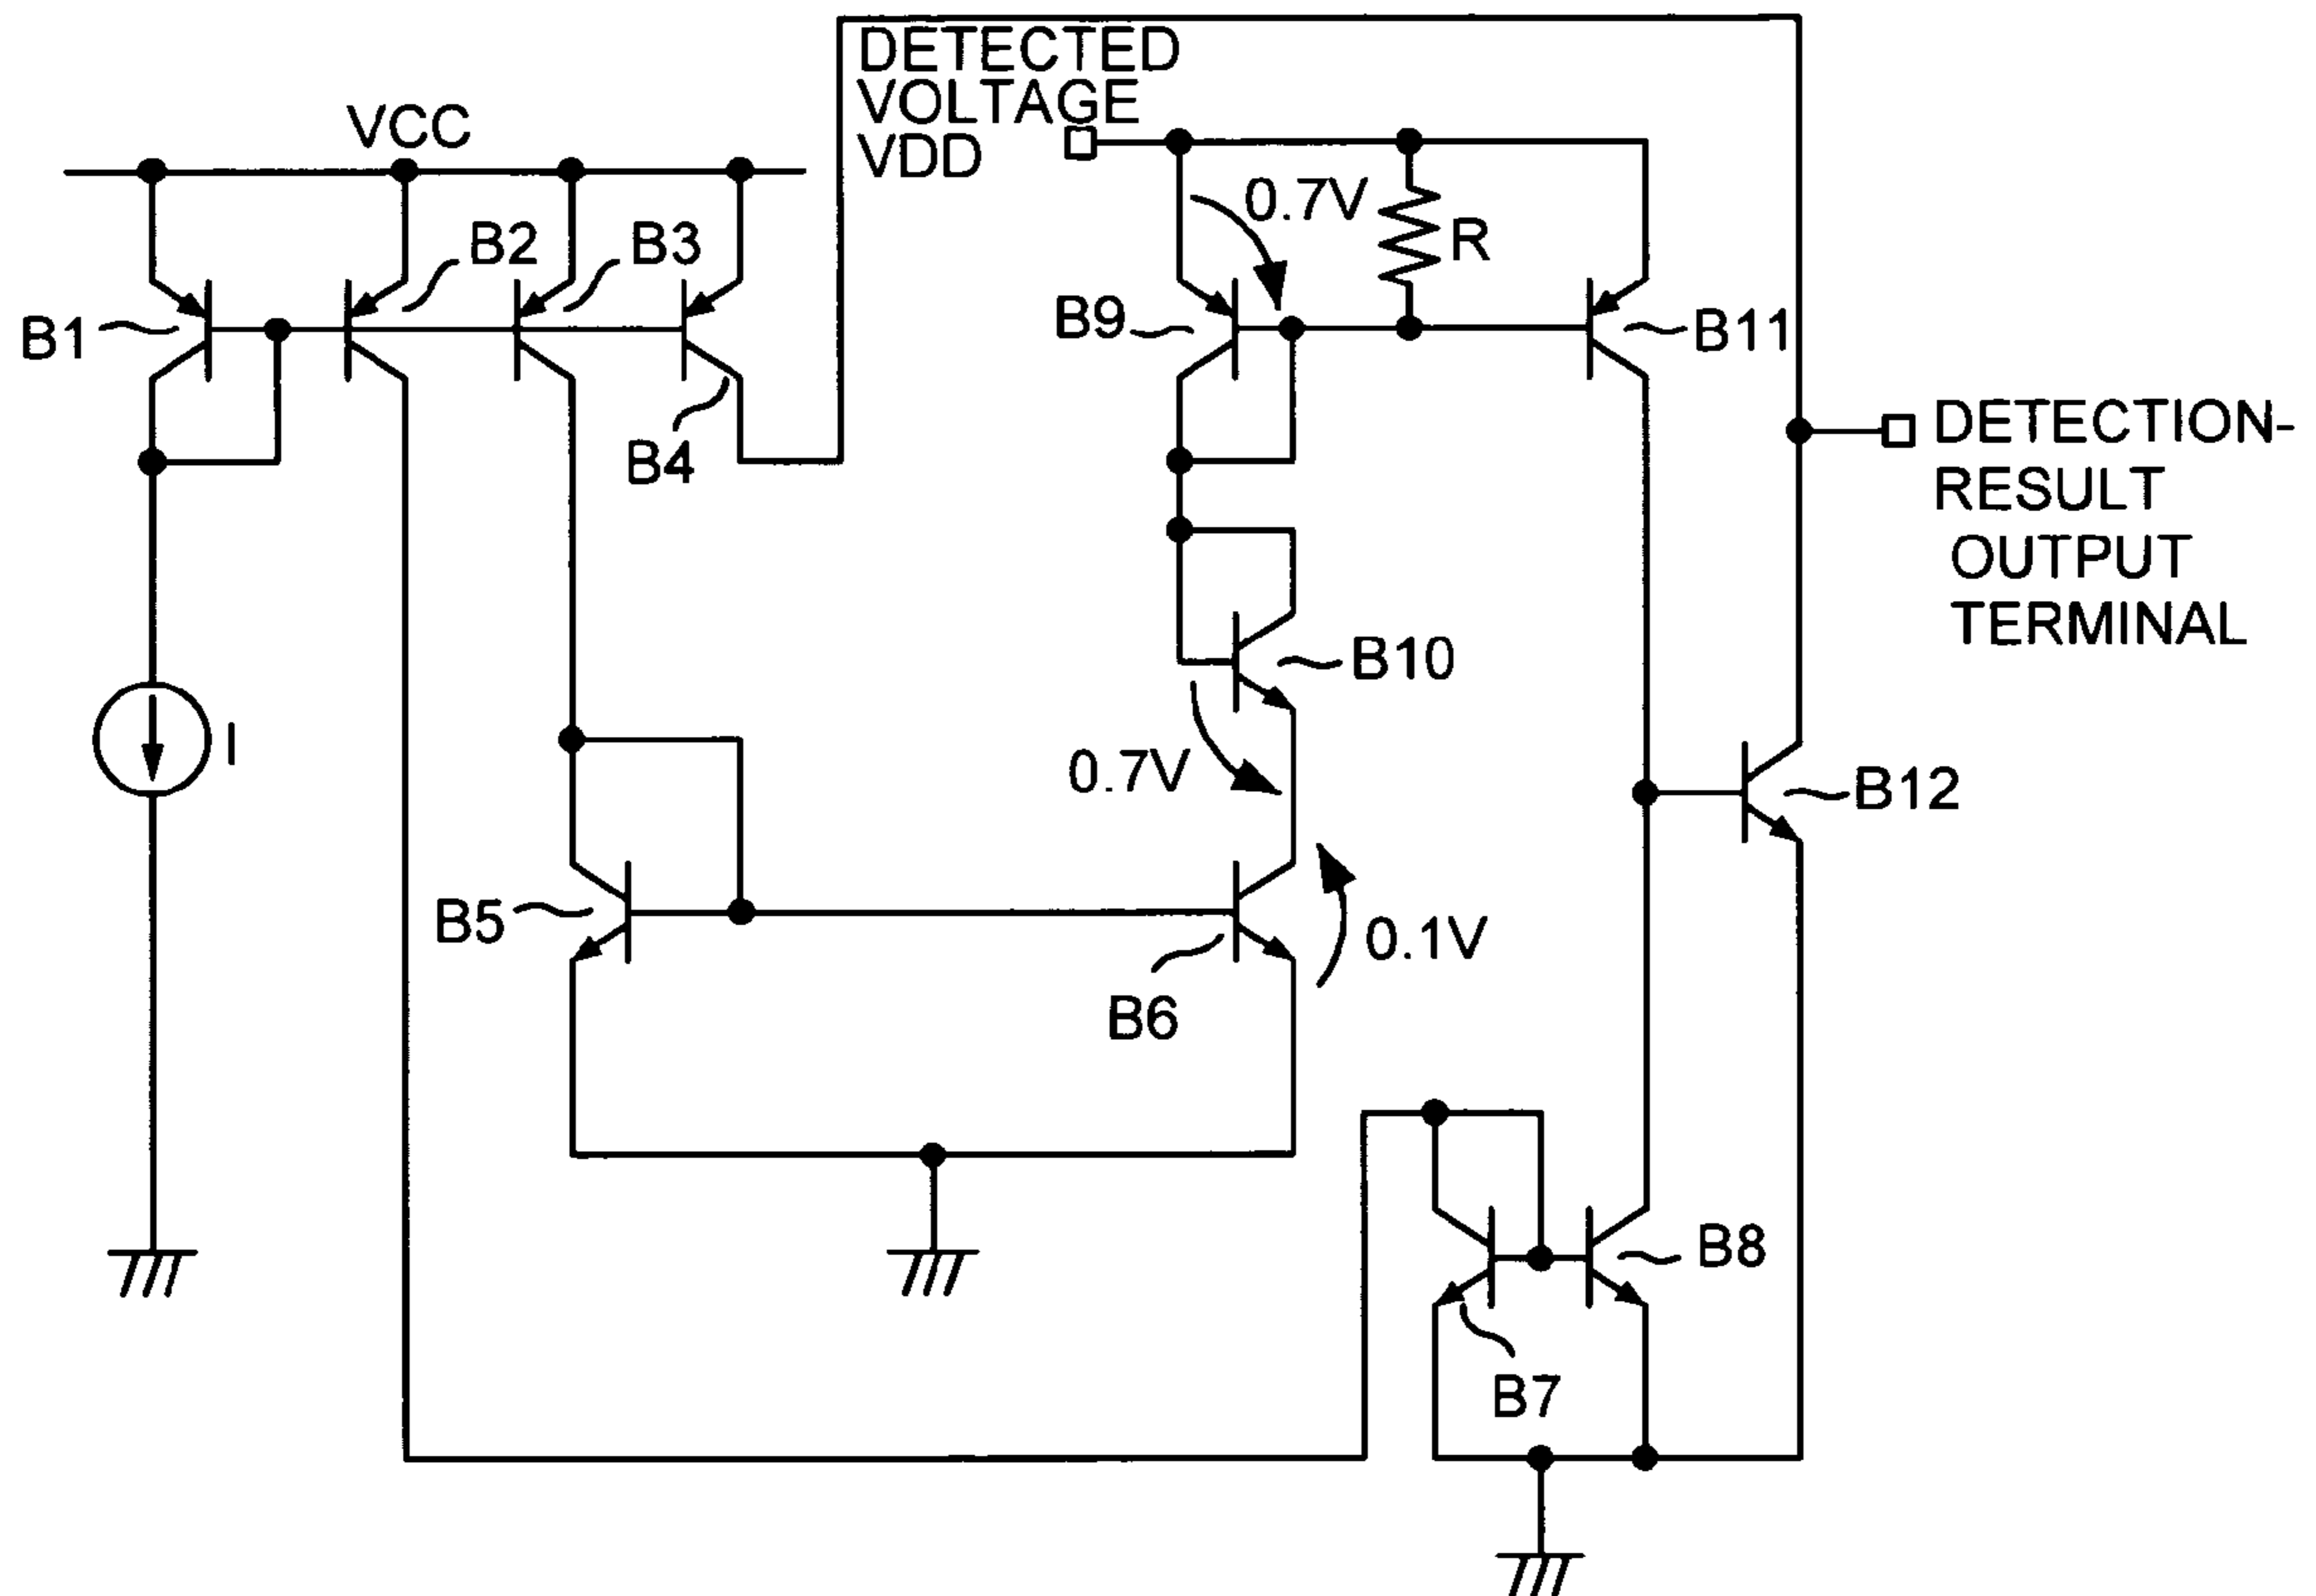 DETECTED
VOLTAGE
VDD
VCC
0.7V
R
B1
B2
B3
B4
B9
B11
DETECTION-
RESULT
OUTPUT
TERMINAL
I
B10
0.7V
B12
B5
B6
0.1V
B8
B7